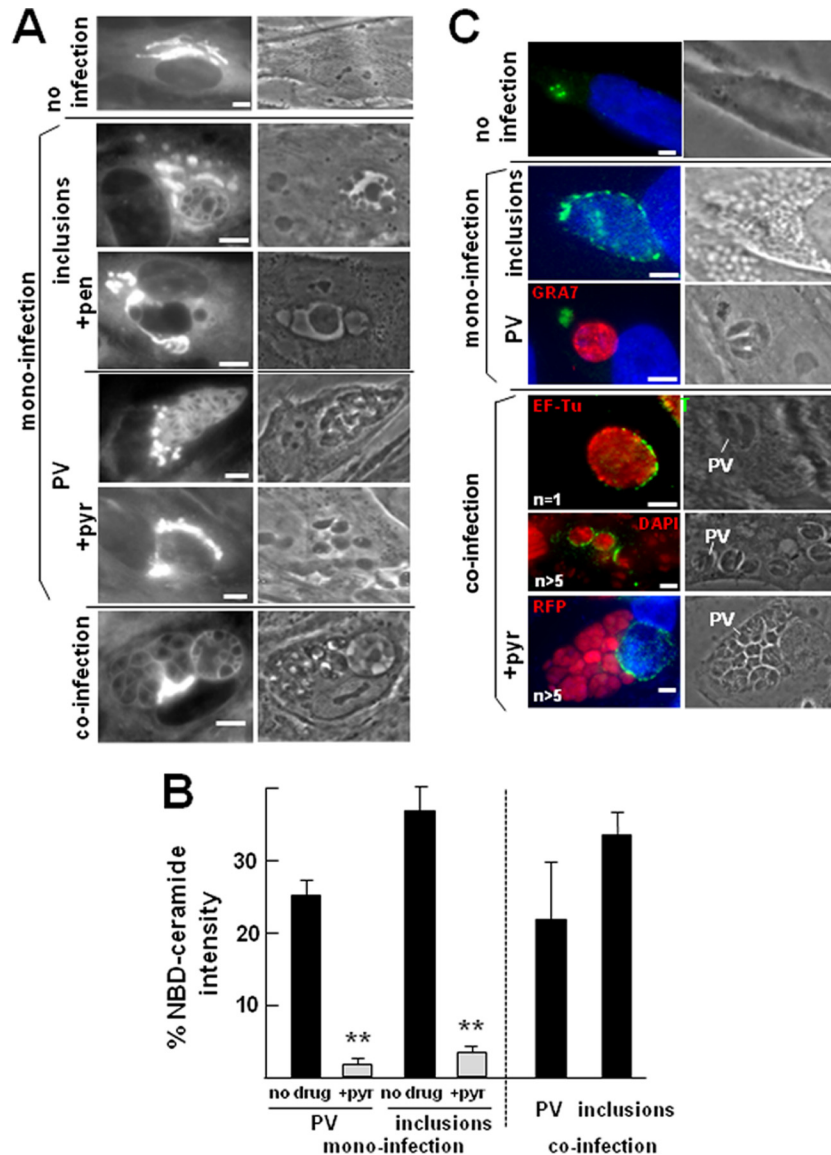 A
no infection
mono-infection
inclusions
+pen
PV
+pyr
co-infection
C
no infection
mono-infection
inclusions
PV
GRA7
co-infection
EF-Tu
n=1
T
PV
DAPI
n>5
PV
+pyr
RFP
n>5
PV
B
% NBD-ceramide intensity
30
20
10
**
**
no drug +pyr no drug +pyr
PV inclusions PV inclusions
mono-infection co-infection